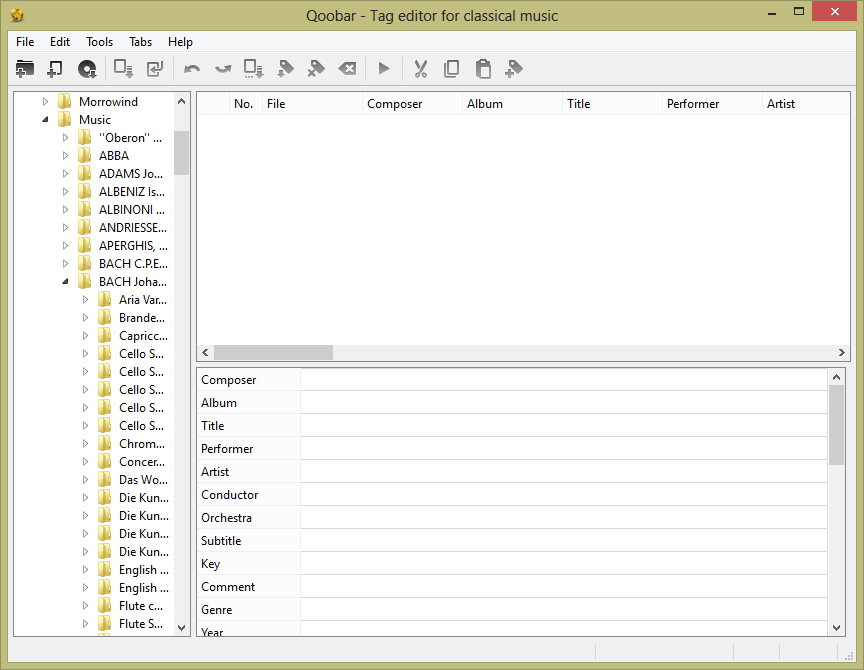 Qoobar - Tag editor for classical music
File Edit Tools Tabs Help
Morrowind
Music
"Oberon" ...
ABBA
ADAMS Jo...
ALBENIZ Is...
ALBINONI ...
ANDRIESSE...
APERGHIS, ...
BACH C.P.E...
BACH Joha...
Aria Var...
Brande...
Capricc...
Cello S...
Cello S...
Cello S...
Cello S...
Cello S...
Chrom...
Concer...
Das Wo...
Die Kun...
Die Kun...
Die Kun...
Die Kun...
English ...
English ...
Flute c...
Flute S...
No. File Composer Album Title Performer Artist
Composer
Album
Title
Performer
Artist
Conductor
Orchestra
Subtitle
Key
Comment
Genre
Year